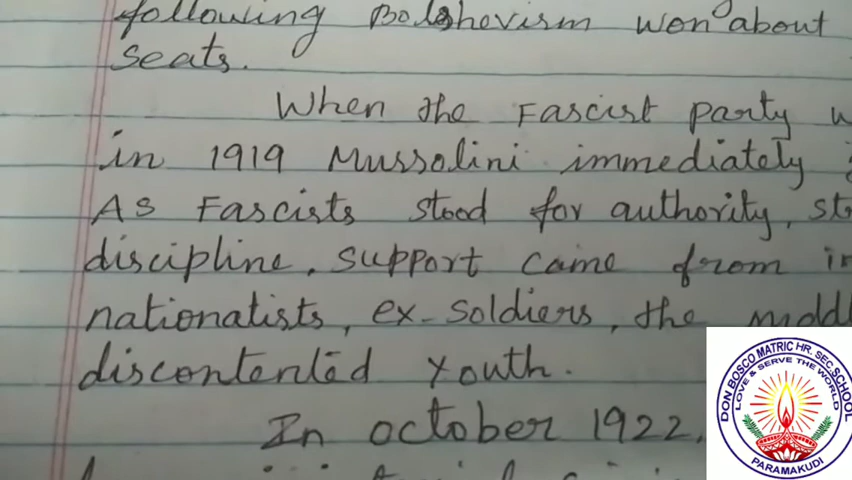 following Bolshevism won about
seats.
When the Fascist party
in 1919 Mussolini immediately
As Fascists stood for authority,
discipline, support came from
nationatists, ex-soldiers, the
discontented youth.
In october 1922,
DON BOSCO MATRIC HR. SEC. SCHOOL
LOVE & SERVE THE WORLD
PARAMAKUDI